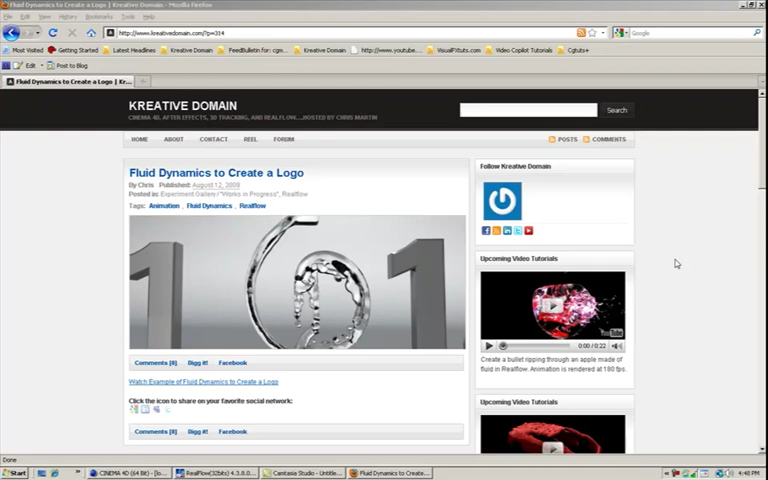 Fluid Dynamics to Create a Logo | Kreative Domain - Mozilla Firefox
File Edit View History Bookmarks Tools Help
http://www.kreativedomain.com/?p=314
Google
Most Visited Getting Started Latest Headlines Kreative Domain FeedBulletin for: cgm... Kreative Domain http://www.youtube... VisualFXtuts.com Video Copilot Tutorials Cgtuts+
Edit Post to Blog
Fluid Dynamics to Create a Logo | Kr...
KREATIVE DOMAIN
CINEMA 4D, AFTER EFFECTS, 3D TRACKING, AND REALFLOW....HOSTED BY CHRIS MARTIN
Search
HOME ABOUT CONTACT REEL FORUM
POSTS COMMENTS
Fluid Dynamics to Create a Logo
By Chris Published: August 12, 2009
Posted in: Experiment Gallery / "Works in Progress", Realflow
Tags: Animation , Fluid Dynamics , Realflow
1 1
Comments [0] Digg it! Facebook
Watch Example of Fluid Dynamics to Create a Logo
Click the icon to share on your favorite social network:
Comments [0] Digg it! Facebook
Follow Kreative Domain
Upcoming Video Tutorials
YouTube
0:00 / 0:22
Create a bullet ripping through an apple made of
fluid in Realflow. Animation is rendered at 180 fps.
Upcoming Video Tutorials
Done
Start CINEMA 4D (64 Bit) - [lo... RealFlow(32bits) 4.3.8.0... Camtasia Studio - Untitle... Fluid Dynamics to Create... 4:48 PM